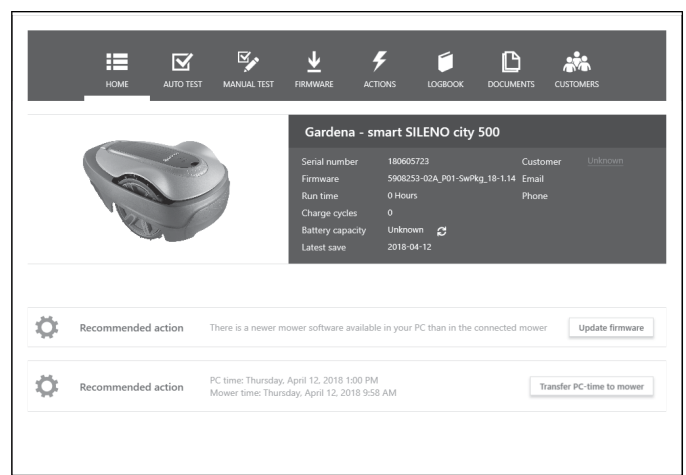 HOME AUTO TEST MANUAL TEST FIRMWARE ACTIONS LOGBOOK DOCUMENTS CUSTOMERS
Gardena - smart SILENO city 500
Serial number 180605723 Customer Unknown
Firmware 5908253-02A_P01-SwPkg_18-1.14 Email
Run time 0 Hours Phone
Charge cycles 0
Battery capacity Unknown
Latest save 2018-04-12
Recommended action There is a newer mower software available in your PC than in the connected mower Update firmware
PC time: Thursday, April 12, 2018 1:00 PM
Recommended action Transfer PC-time to mower
Mower time: Thursday, April 12, 2018 9:58 AM